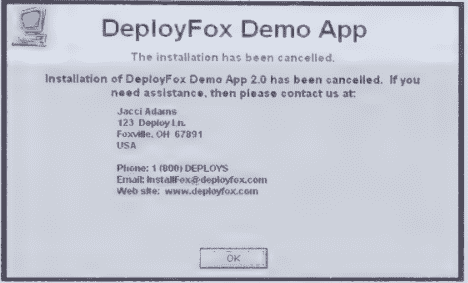 DeployFox Demo App
The installation has been cancelled.
Installation of DeployFox Demo App 2.0 has been cancelled. If you
need assistance, then please contact us at:
Jacci Adams
123 Deploy Ln.
Foxville, OH 67891
USA
Phone: 1 (800) DEPLOYS
Email: InstallFox@deployfox.com
Web site: www.deployfox.com
OK